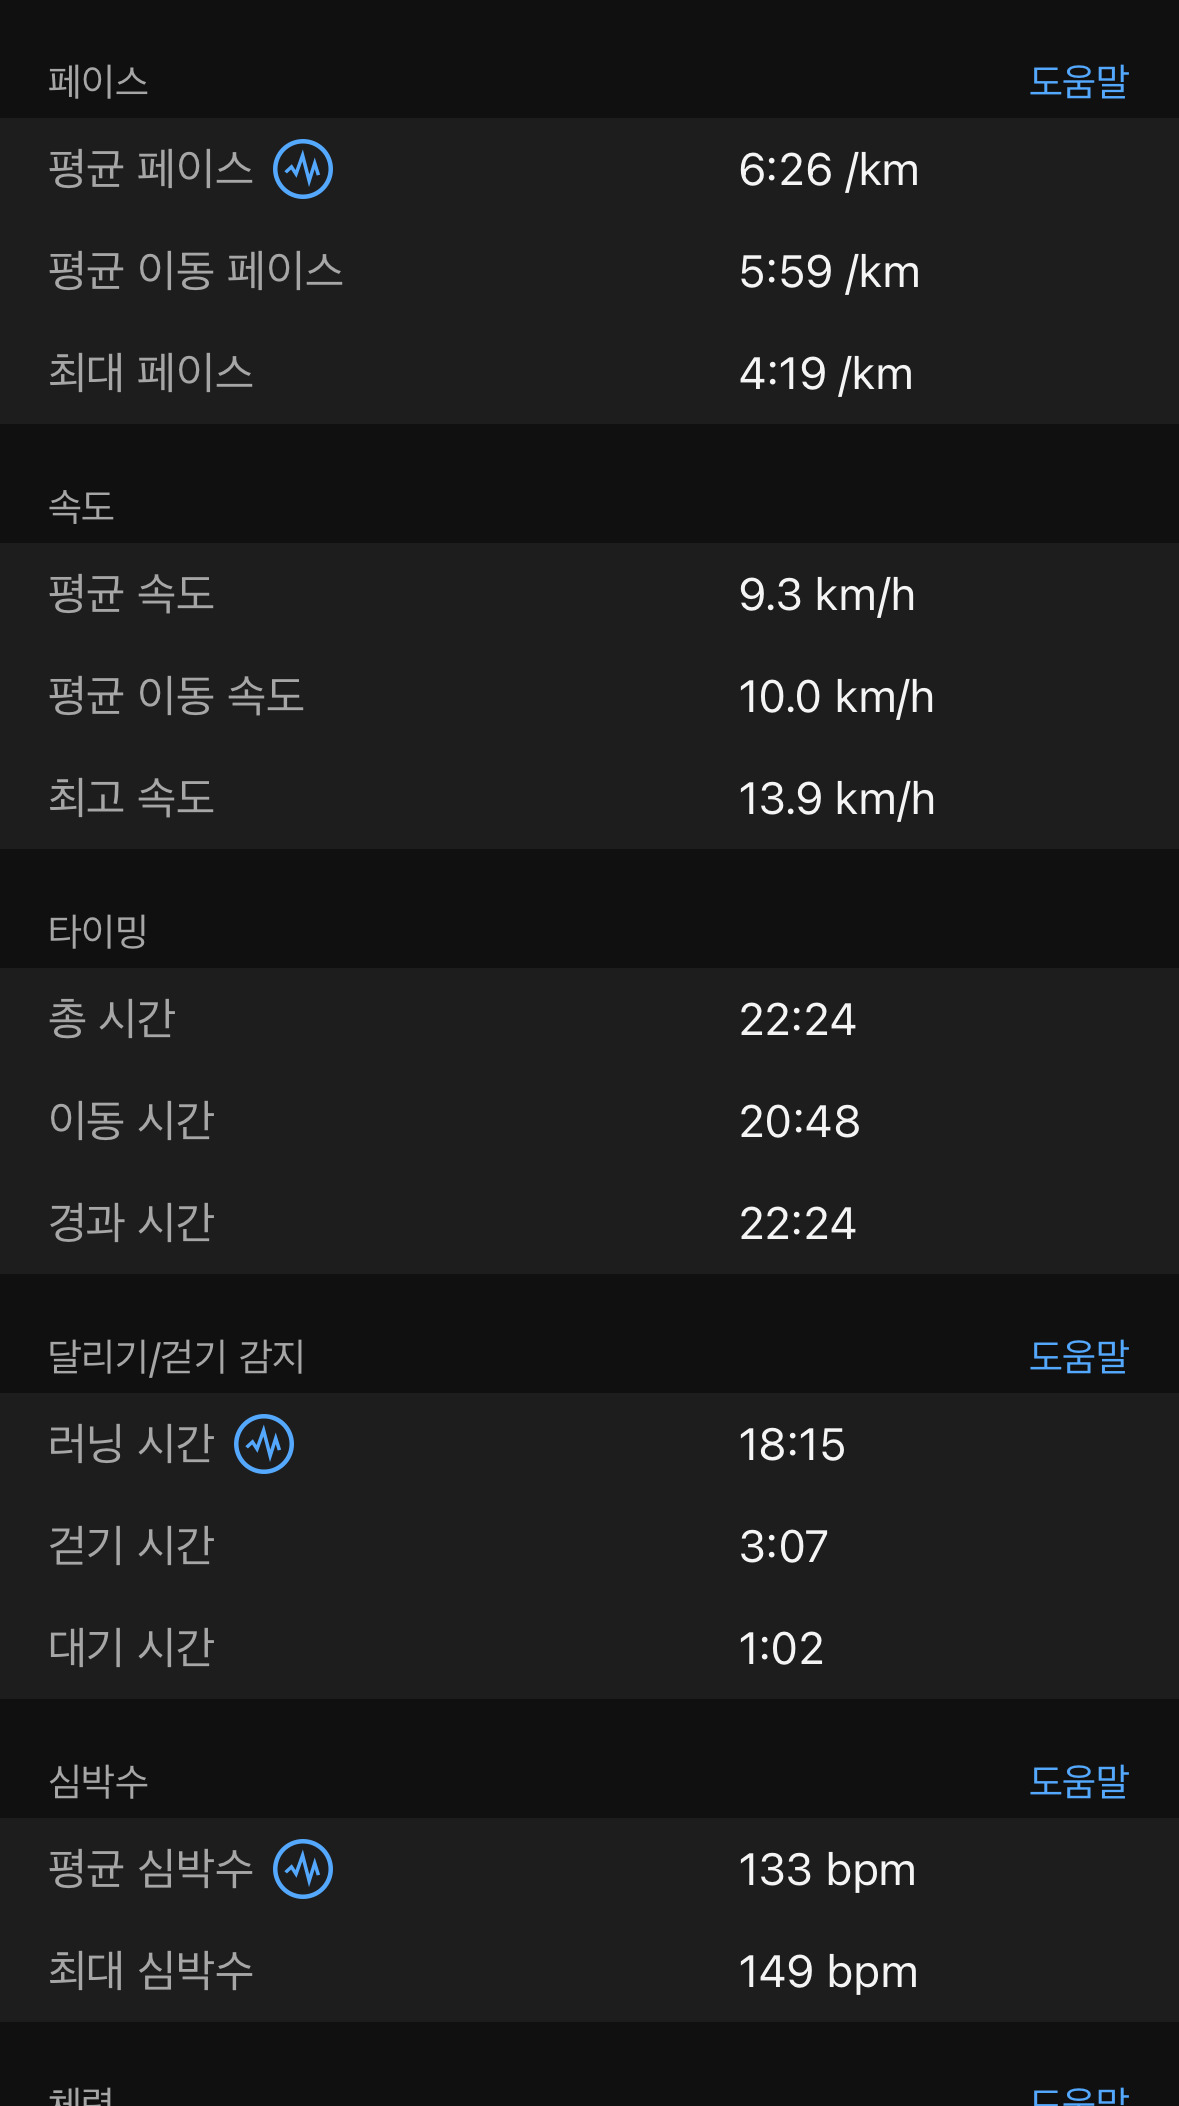 페이스 도움말
평균 페이스 6:26 /km
평균 이동 페이스 5:59 /km
최대 페이스 4:19 /km
속도
평균 속도 9.3 km/h
평균 이동 속도 10.0 km/h
최고 속도 13.9 km/h
타이밍
총 시간 22:24
이동 시간 20:48
경과 시간 22:24
달리기/걷기 감지 도움말
러닝 시간 18:15
걷기 시간 3:07
대기 시간 1:02
심박수 도움말
평균 심박수 133 bpm
최대 심박수 149 bpm
체력 도움말